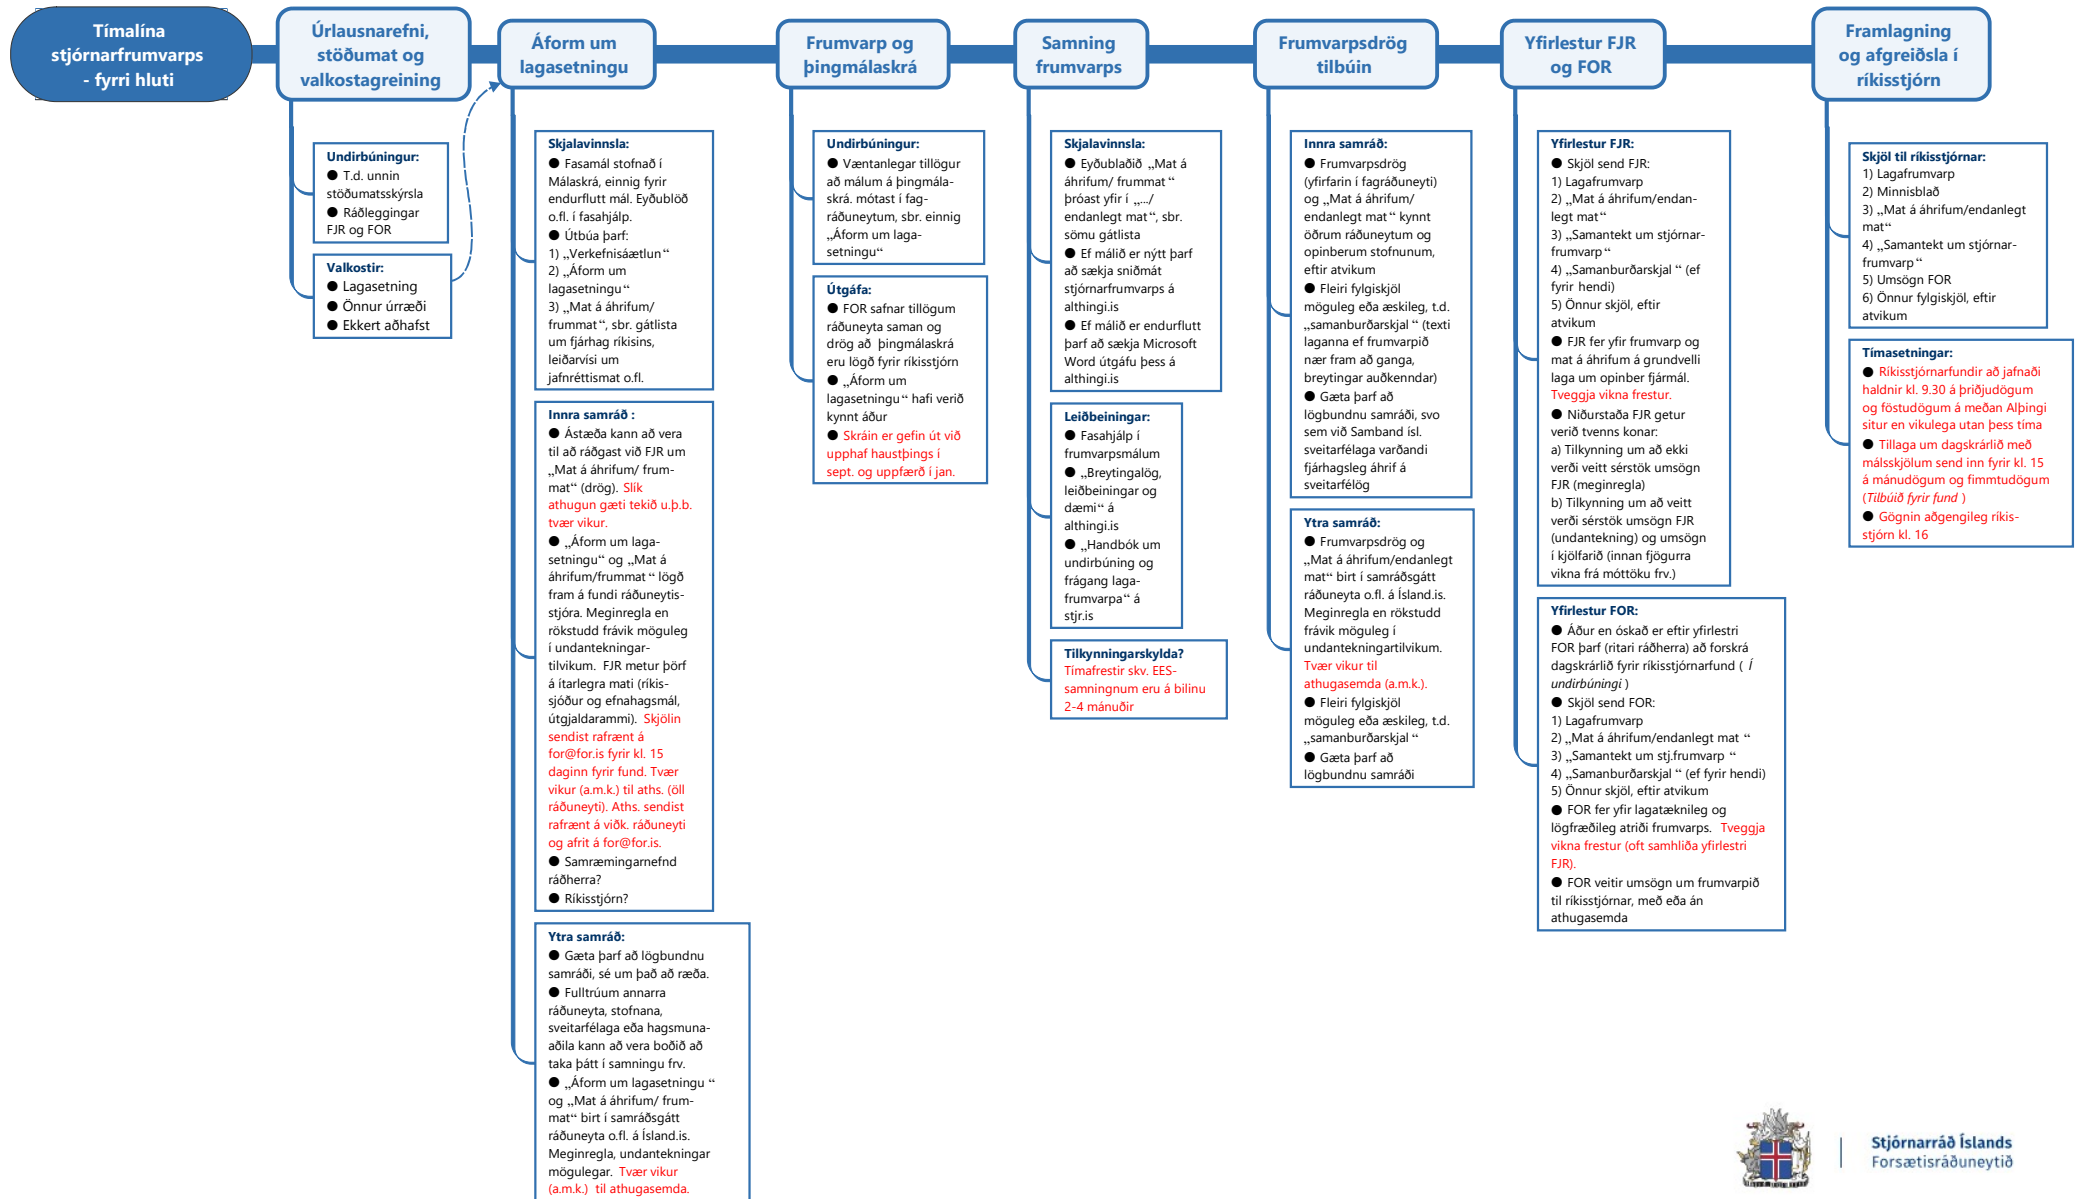 Tímalína
stjórnarfrumvarps
- fyrri hluti
Úrlausnarefni,
stöðumat og
valkostagreining
Áform um
lagasetningu
Frumvarp og
þingmálaskrá
Samning
frumvarps
Frumvarpsdrög
tilbúin
Yfirlestur FJR
og FOR
Framlagning
og afgreiðsla í
ríkisstjórn
Undirbúningur:
● T.d. unnin
stöðumatsskýrsla
● Ráðleggingar
FJR og FOR
Valkostir:
● Lagasetning
● Önnur úrræði
● Ekkert aðhafst
Skjalavinnsla:
● Fasamál stofnað í
Málaskrá, einnig fyrir
endurflutt mál. Eyðublöð
o.fl. í fasahjálp.
● Útbúa þarf:
1) „Verkefnisáætlun“
2) „Áform um
lagasetningu“
3) „Mat á áhrifum/
frummat“, sbr. gátlista
um fjárhag ríkisins,
leiðarvísi um
jafnréttismat o.fl.
Innra samráð :
● Ástæða kann að vera
til að ráðgast við FJR um
„Mat á áhrifum/ frum-
mat“ (drög). Slík
athugun gæti tekið u.þ.b.
tvær vikur.
● „Áform um laga-
setningu“ og „Mat á
áhrifum/frummat “ lögð
fram á fundi ráðuneytis-
stjóra. Meginregla en
rökstudd frávik möguleg
í undantekningar-
tilvikum. FJR metur þörf
á ítarlegra mati (ríkis-
sjóður og efnahagsmál,
útgjaldarammi). Skjölin
sendist rafrænt á
for@for.is fyrir kl. 15
daginn fyrir fund. Tvær
vikur (a.m.k.) til aths. (öll
ráðuneyti). Aths. sendist
rafrænt á viðk. ráðuneyti
og afrit á for@for.is.
● Samræmingarnefnd
ráðherra?
● Ríkisstjórn?
Ytra samráð:
● Gæta þarf að lögbundnu
samráði, sé um það að ræða.
● Fulltrúum annarra
ráðuneyta, stofnana,
sveitarfélaga eða hagsmuna-
aðila kann að vera boðið að
taka þátt í samningu frv.
● „Áform um lagasetningu “
og „Mat á áhrifum/ frum-
mat“ birt í samráðsgátt
ráðuneyta o.fl. á Ísland.is.
Meginregla, undantekningar
mögulegar. Tvær vikur
(a.m.k.) til athugasemda.
Undirbúningur:
● Væntanlegar tillögur
að málum á þingmála-
skrá. mótast í fag-
ráðuneytum, sbr. einnig
„Áform um laga-
setningu“
Útgáfa:
● FOR safnar tillögum
ráðuneyta saman og
drög að þingmálaskrá
eru lögð fyrir ríkisstjórn
● „Áform um
lagasetningu“ hafi verið
kynnt áður
● Skráin er gefin út við
upphaf haustþings í
sept. og uppfærð í jan.
Skjalavinnsla:
● Eyðublaðið „Mat á
áhrifum/ frummat “
þróast yfir í „.../
endanlegt mat“, sbr.
sömu gátlista
● Ef málið er nýtt þarf
að sækja sniðmát
stjórnarfrumvarps á
althingi.is
● Ef málið er endurflutt
þarf að sækja Microsoft
Word útgáfu þess á
althingi.is
Leiðbeiningar:
● Fasahjálp í
frumvarpsmálum
● „Breytingalög,
leiðbeiningar og
dæmi“ á
althingi.is
● „Handbók um
undirbúning og
frágang laga-
frumvarpa“ á
stjr.is
Tilkynningarskylda?
Tímafrestir skv. EES-
samningnum eru á bilinu
2-4 mánuðir
Innra samráð:
● Frumvarpsdrög
(yfirfarin í fagráðuneyti)
og „Mat á áhrifum/
endanlegt mat“ kynnt
öðrum ráðuneytum og
opinberum stofnunum,
eftir atvikum
● Fleiri fylgiskjöl
möguleg eða æskileg, t.d.
„samanburðarskjal “ (texti
laganna ef frumvarpið
nær fram að ganga,
breytingar auðkenndar)
● Gæta þarf að
lögbundnu samráði, svo
sem við Samband ísl.
sveitarfélaga varðandi
fjárhagsleg áhrif á
sveitarfélög
Ytra samráð:
● Frumvarpsdrög og
„Mat á áhrifum/endanlegt
mat“ birt í samráðsgátt
ráðuneyta o.fl. á Ísland.is.
Meginregla en rökstudd
frávik möguleg í
undantekningartilvikum.
Tvær vikur til
athugasemda (a.m.k.).
● Fleiri fylgiskjöl
möguleg eða æskileg, t.d.
„samanburðarskjal “
● Gæta þarf að
lögbundnu samráði
Yfirlestur FJR:
● Skjöl send FJR:
1) Lagafrumvarp
2) „Mat á áhrifum/endan-
legt mat“
3) „Samantekt um stjórnar-
frumvarp “
4) „Samanburðarskjal “ (ef
fyrir hendi)
5) Önnur skjöl, eftir
atvikum
● FJR fer yfir frumvarp og
mat á áhrifum á grundvelli
laga um opinber fjármál.
Tveggja vikna frestur.
● Niðurstaða FJR getur
verið tvenns konar:
a) Tilkynning um að ekki
verði veitt sérstök umsögn
FJR (meginregla)
b) Tilkynning um að veitt
verði sérstök umsögn FJR
(undantekning) og umsögn
í kjölfarið (innan fjögurra
vikna frá móttöku frv.)
Yfirlestur FOR:
● Áður en óskað er eftir yfirlestri
FOR þarf (ritari ráðherra) að forskrá
dagskrárlið fyrir ríkisstjórnarfund ( Í
undirbúningi )
● Skjöl send FOR:
1) Lagafrumvarp
2) „Mat á áhrifum/endanlegt mat “
3) „Samantekt um stj.frumvarp “
4) „Samanburðarskjal “ (ef fyrir hendi)
5) Önnur skjöl, eftir atvikum
● FOR fer yfir lagatæknileg og
lögfræðileg atriði frumvarps. Tveggja
vikna frestur (oft samhliða yfirlestri
FJR).
● FOR veitir umsögn um frumvarpið
til ríkisstjórnar, með eða án
athugasemda
Skjöl til ríkisstjórnar:
1) Lagafrumvarp
2) Minnisblað
3) „Mat á áhrifum/endanlegt
mat“
4) „Samantekt um stjórnar-
frumvarp “
5) Umsögn FOR
6) Önnur fylgiskjöl, eftir
atvikum
Tímasetningar:
● Ríkisstjórnarfundir að jafnaði
haldnir kl. 9.30 á þriðjudögum
og föstudögum á meðan Alþingi
situr en vikulega utan þess tíma
● Tillaga um dagskrárlið með
málsskjölum send inn fyrir kl. 15
á mánudögum og fimmtudögum
(Tilbúið fyrir fund )
● Gögnin aðgengileg ríkis-
stjórn kl. 16
Stjórnarráð Íslands
Forsætisráðuneytið